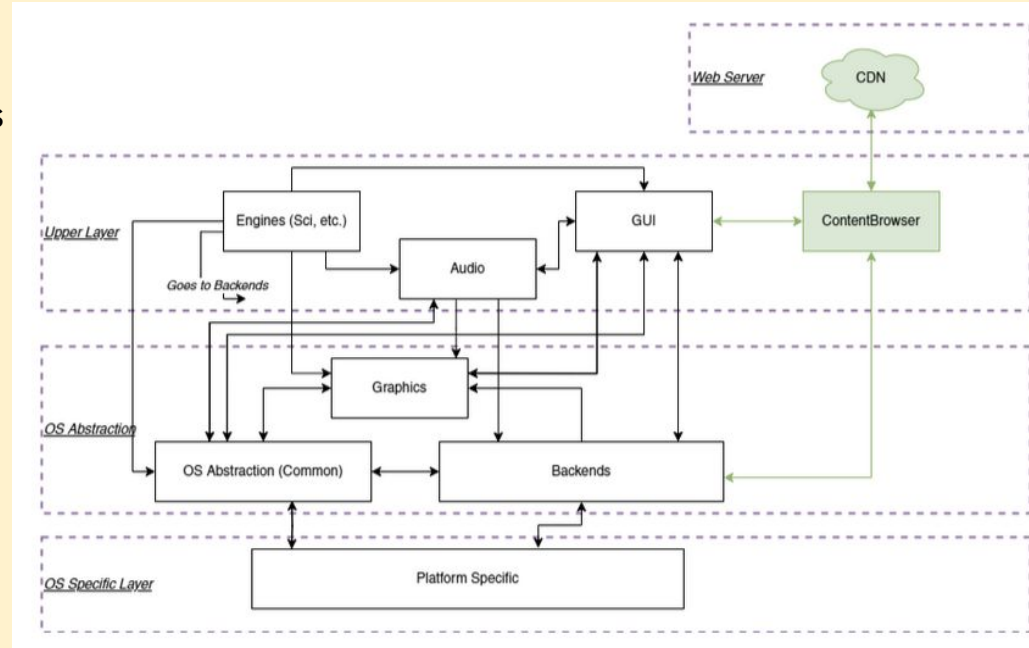 s
Web Server
CDN
Engines (Sci, etc.)
GUI
ContentBrowser
Upper Layer
Audio
Goes to Backends
Graphics
OS Abstraction
OS Abstraction (Common)
Backends
Platform Specific
OS Specific Layer